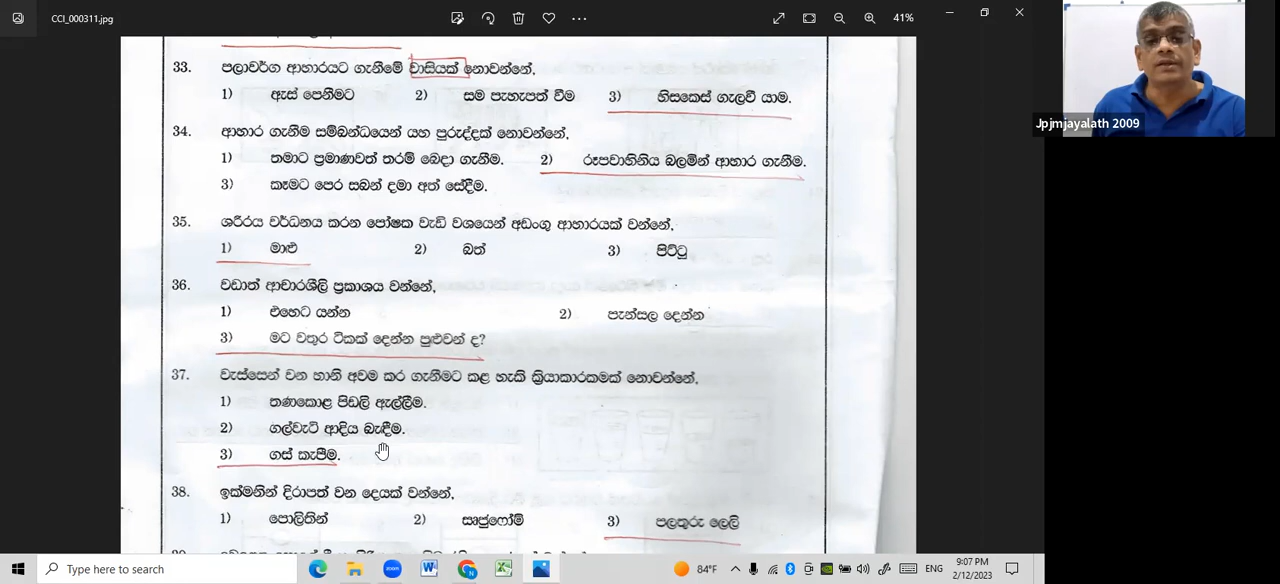 CCI_000311.jpg
41%
33. පලාවර්ග ආහාරයට ගැනීමේ වාසියක් නොවන්නේ,
1) ඇස් පෙනීමට 2) සම පැහැපත් වීම 3) හිසකෙස් ගැලවී යාම.
Jpjmjayalath 2009
34. ආහාර ගැනීම සම්බන්ධයෙන් යහ පුරුද්දක් නොවන්නේ,
1) තමාට ප්‍රමාණවත් තරම් බෙදා ගැනීම. 2) රූපවාහිනිය බලමින් ආහාර ගැනීම.
3) කෑමට පෙර සබන් දමා අත් සේදීම.
35. ශරීරය වර්ධනය කරන පෝෂක වැඩි වශයෙන් අඩංගු ආහාරයක් වන්නේ,
1) මාළු 2) බත් 3) පිට්ටු
36. වඩාත් ආචාරශීලි ප්‍රකාශය වන්නේ,
1) එහෙට යන්න 2) පැන්සල දෙන්න
3) මට වතුර ටිකක් දෙන්න පුළුවන් ද?
37. වැස්සෙන් වන හානි අවම කර ගැනීමට කළ හැකි ක්‍රියාකාරකමක් නොවන්නේ,
1) තණකොළ පිඩලි ඇල්ලීම.
2) ගල්වැටි ආදිය බැඳීම.
3) ගස් කැපීම.
38. ඉක්මනින් දිරාපත් වන දෙයක් වන්නේ,
1) පොලිතින් 2) සෘජුෆෝම් 3) පලතුරු ලෙලි
Type here to search
84°F
ENG
9:07 PM
2/12/2023